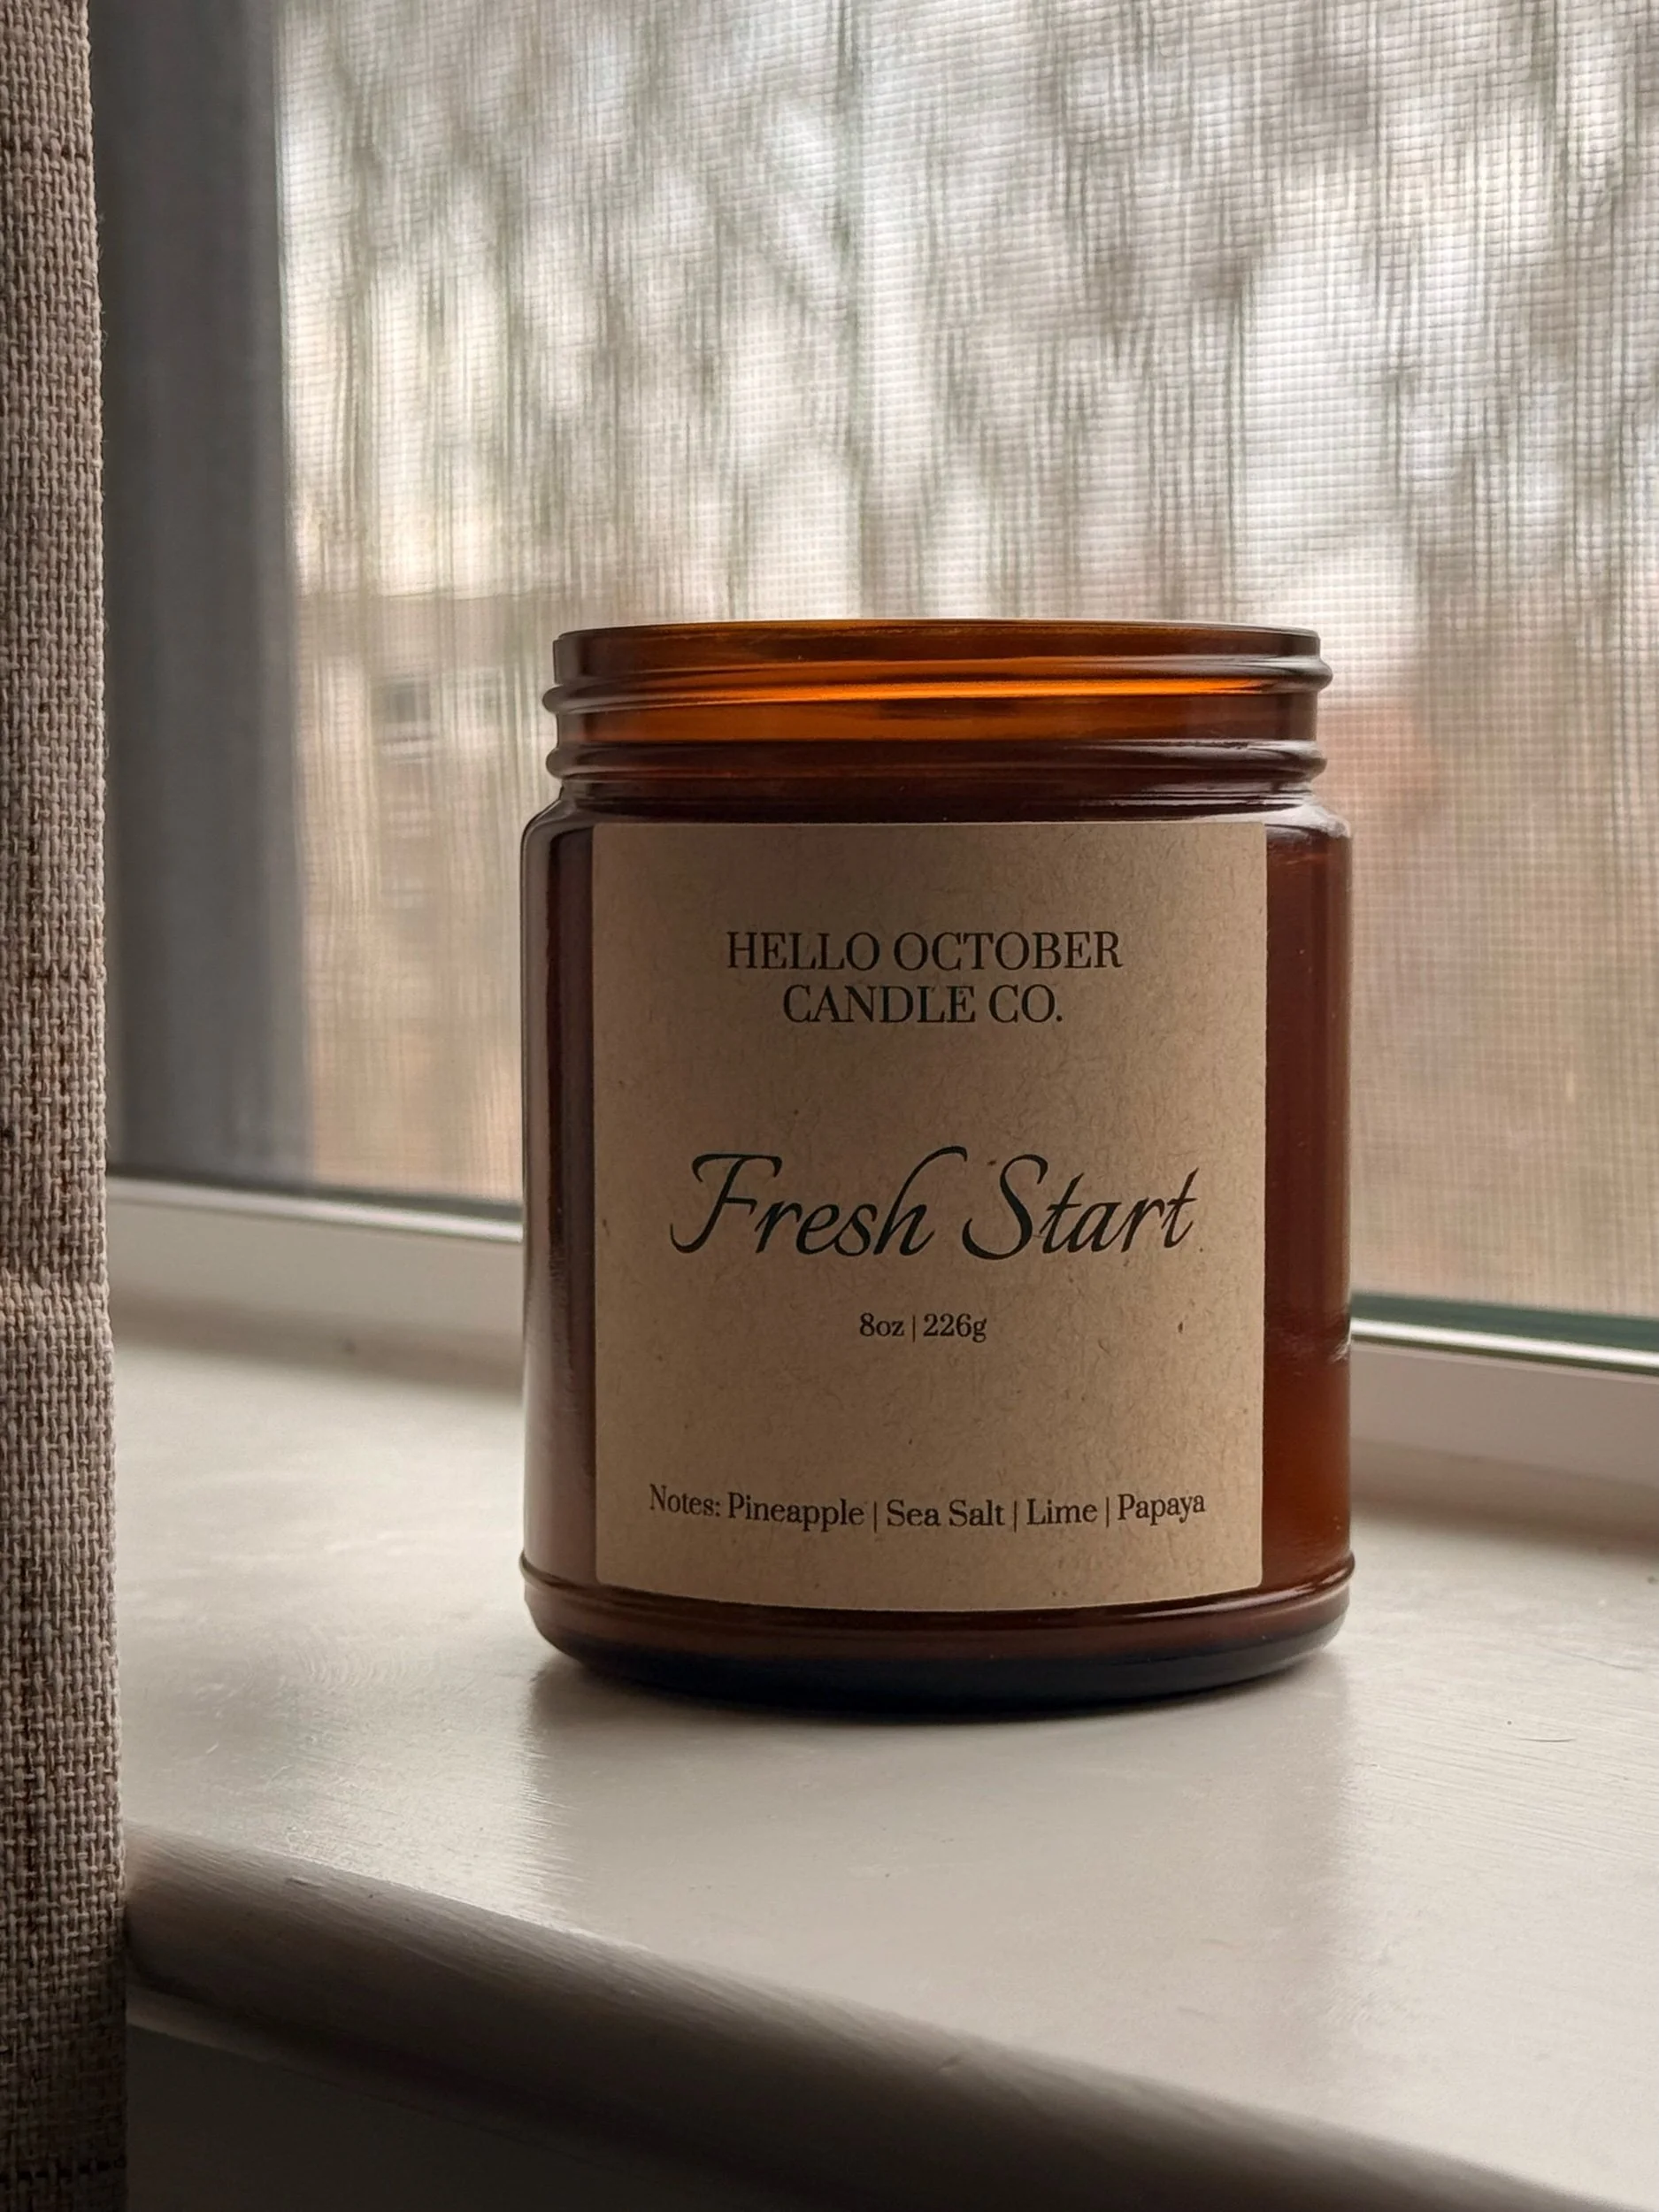 HELLO OCTOBER
CANDLE CO.
Fresh Start
8oz | 226g
Notes: Pineapple | Sea Salt | Lime | Papaya